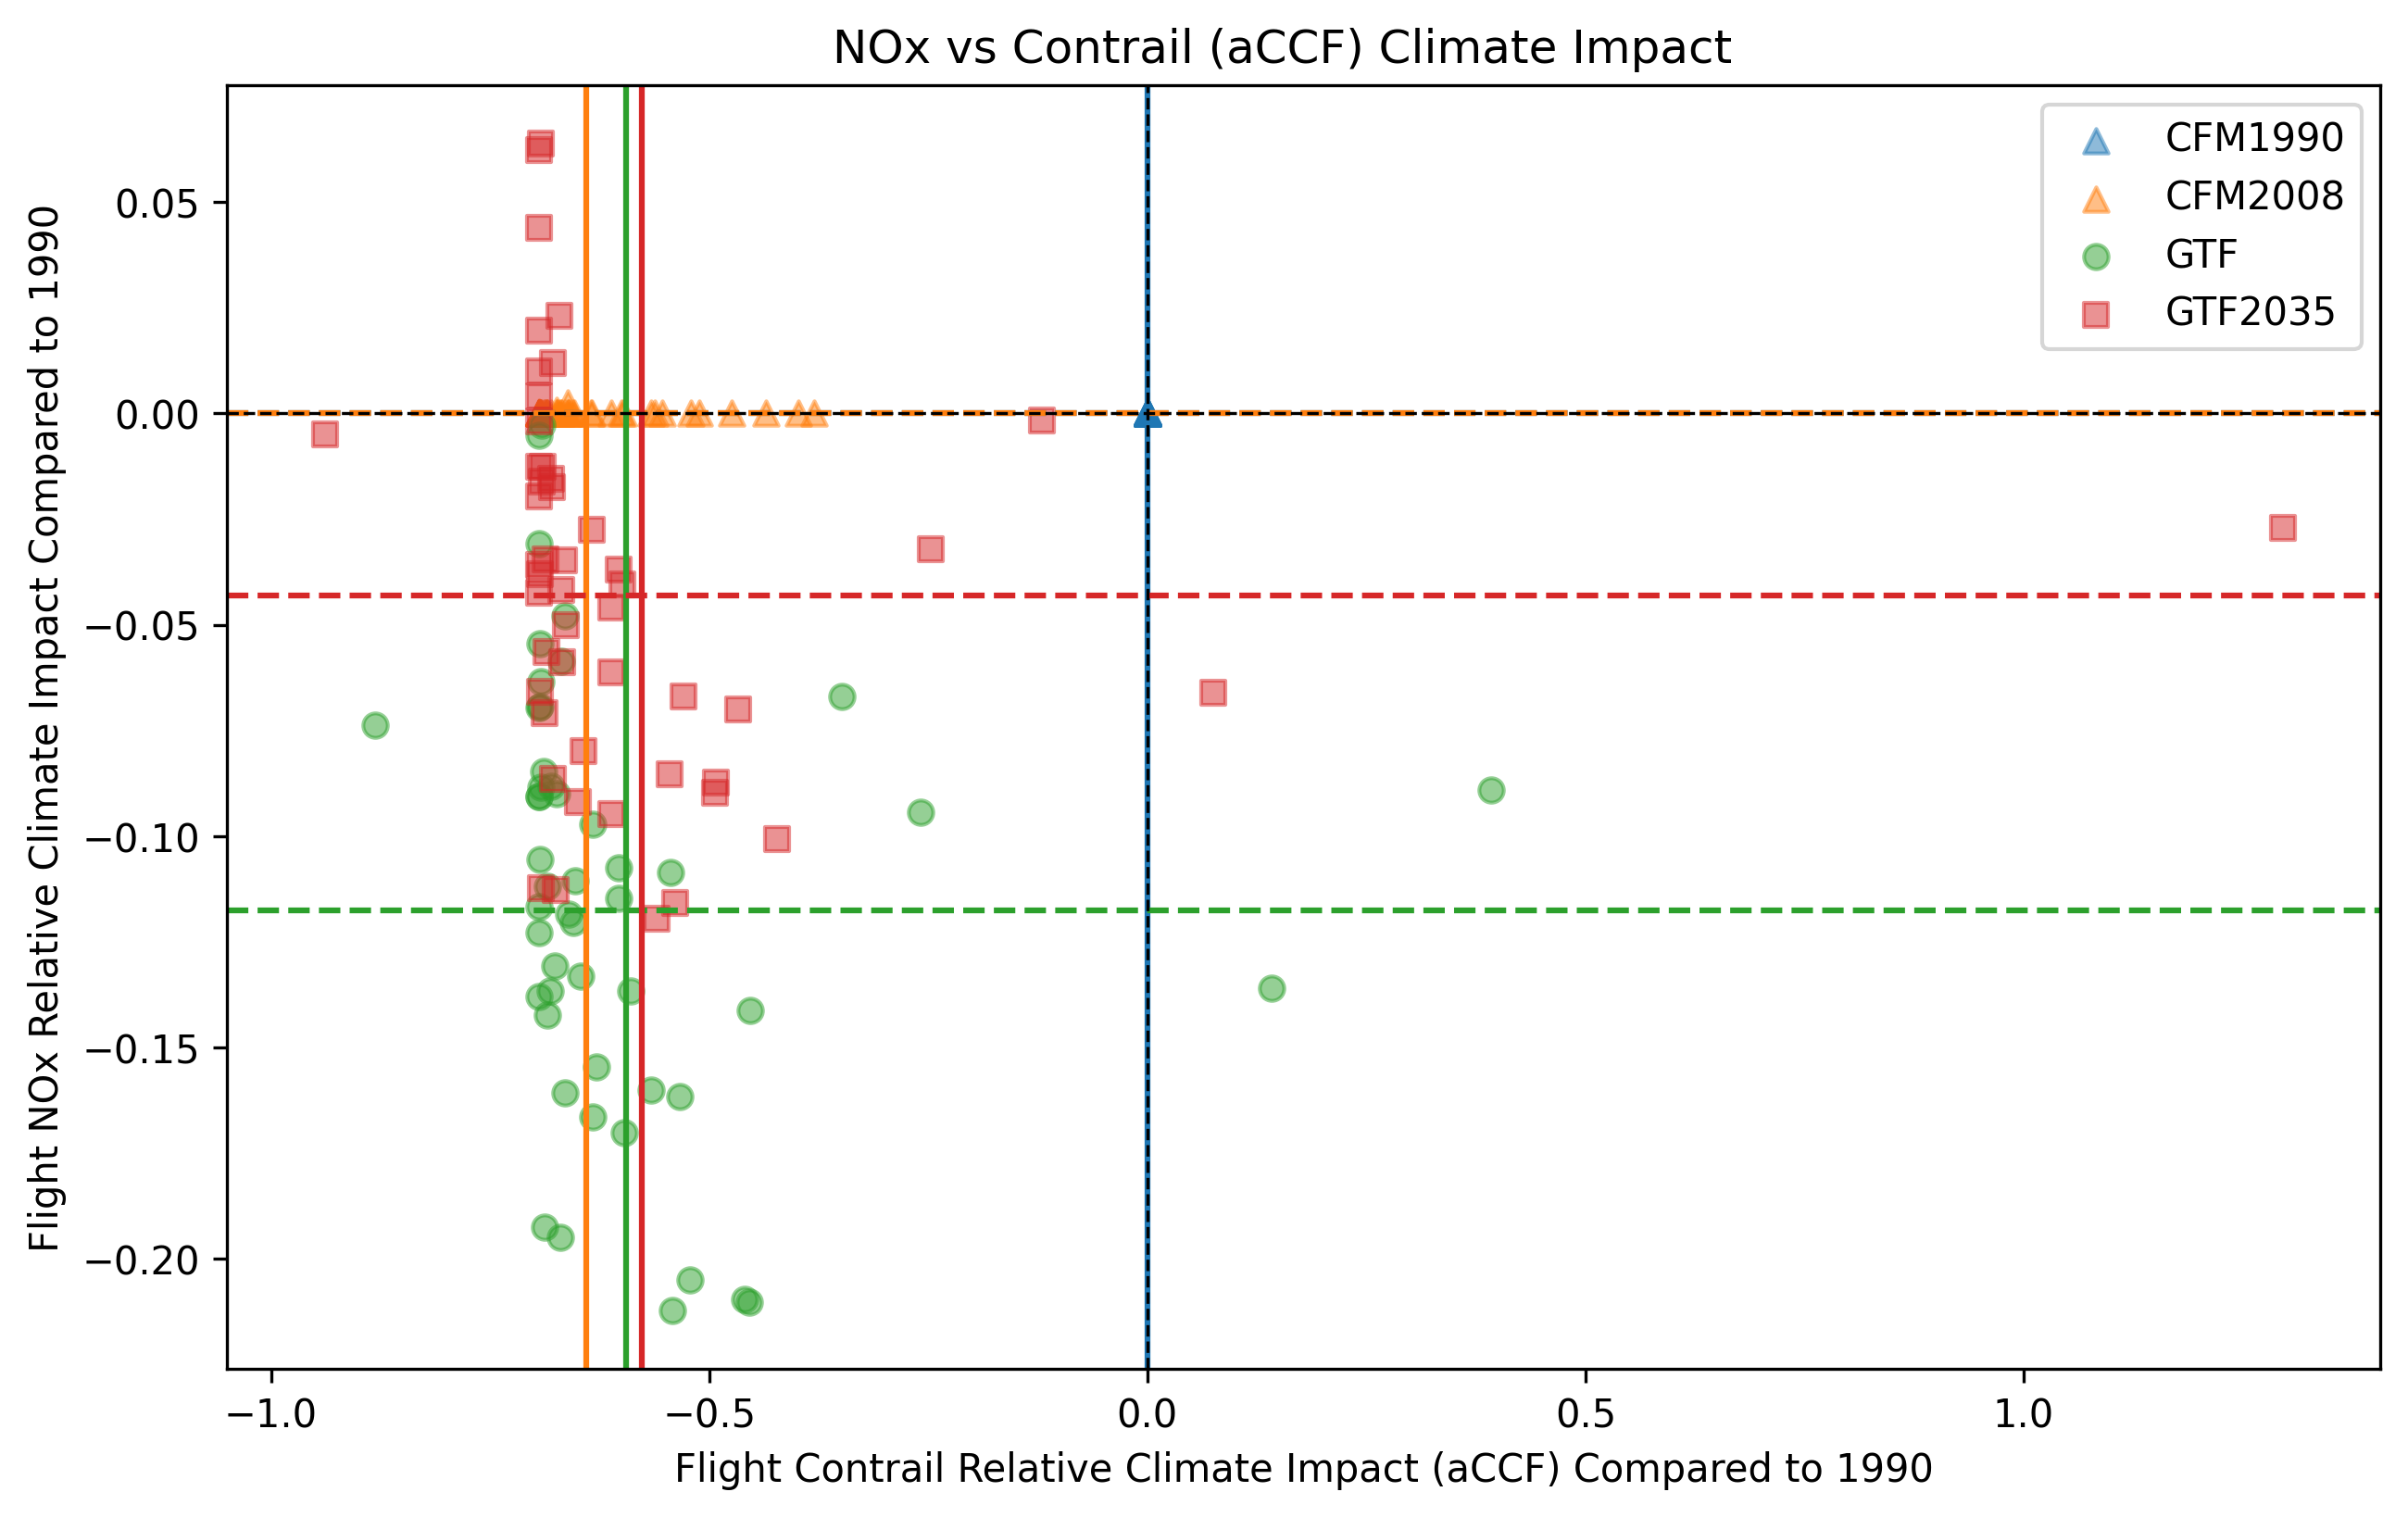 NOx vs Contrail (aCCF) Climate Impact
CFM1990
CFM2008
GTF
GTF2035
Flight NOx Relative Climate Impact Compared to 1990
0.05
0.00
−0.05
−0.10
−0.15
−0.20
−1.0
−0.5
0.0
0.5
1.0
Flight Contrail Relative Climate Impact (aCCF) Compared to 1990